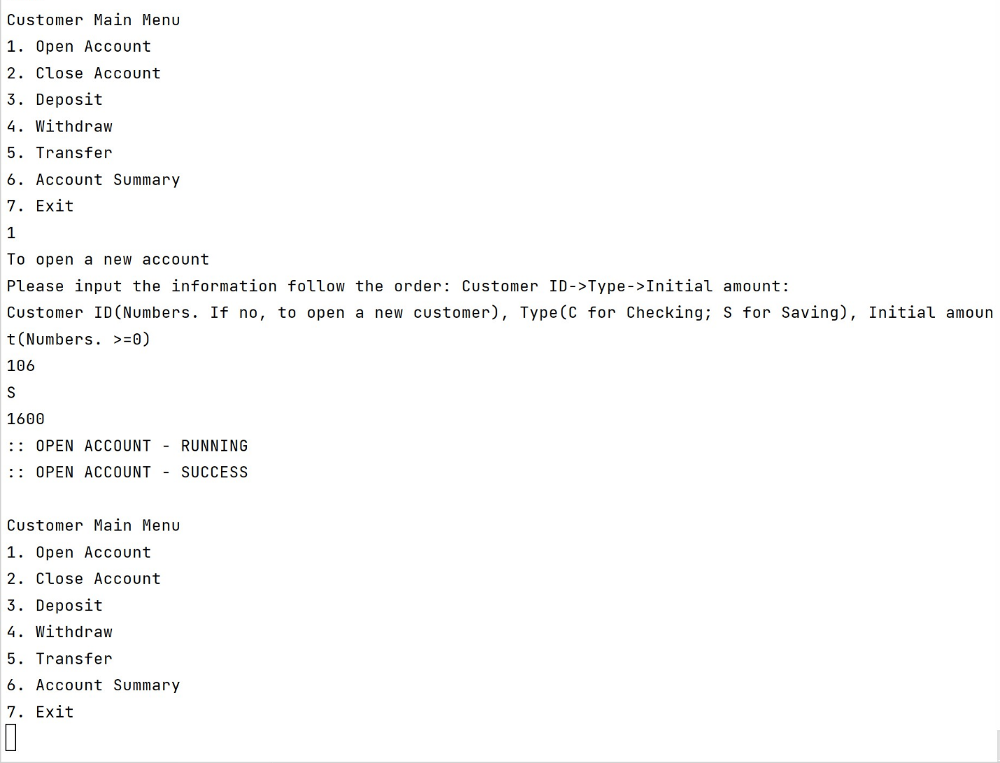 Customer Main Menu
1. Open Account
2. Close Account
3. Deposit
4. Withdraw
5. Transfer
6. Account Summary
7. Exit
1
To open a new account
Please input the information follow the order: Customer ID->Type->Initial amount:
Customer ID(Numbers. If no, to open a new customer), Type(C for Checking; S for Saving), Initial amoun
t(Numbers. >=0)
106
S
1600
:: OPEN ACCOUNT - RUNNING
:: OPEN ACCOUNT - SUCCESS
Customer Main Menu
1. Open Account
2. Close Account
3. Deposit
4. Withdraw
5. Transfer
6. Account Summary
7. Exit